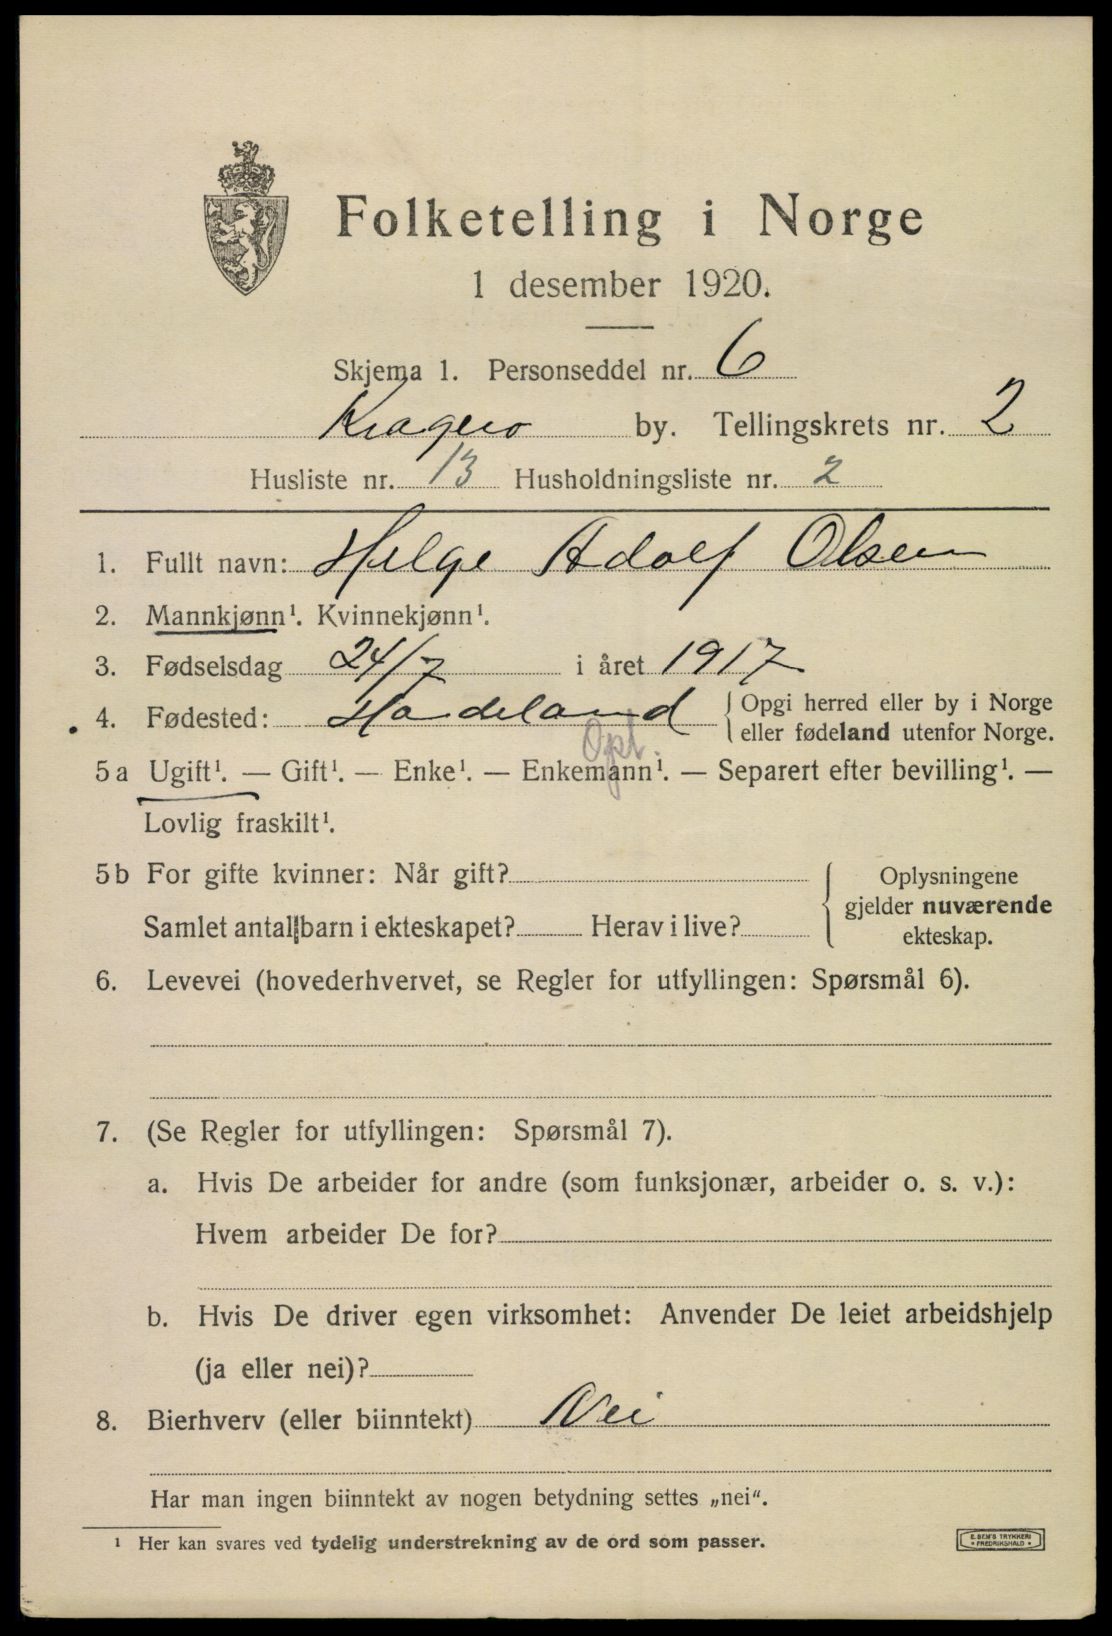 Folketelling i Norge
1 desember 1920.
Skjema 1. Personseddel nr. 6
Kragerø by. Tellingskrets nr. 2
Husliste nr. 13 Husholdningsliste nr. 2
1. Fullt navn: Helge Adolf Olsen
2. Mannkjønn¹. Kvinnekjønn¹.
3. Fødselsdag 24/7 i året 1917
4. Fødested: Hadeland { Opgi herred eller by i Norge
eller fødeland utenfor Norge.
Opl.
5a Ugift¹. — Gift¹. — Enke¹. — Enkemann¹. — Separert efter bevilling¹. —
Lovlig fraskilt¹.
5b For gifte kvinner: Når gift? { Oplysningene
gjelder nuværende
ekteskap.
Samlet antall barn i ekteskapet? Herav i live?
6. Levevei (hovederhvervet, se Regler for utfyllingen: Spørsmål 6).
7. (Se Regler for utfyllingen: Spørsmål 7).
a. Hvis De arbeider for andre (som funksjonær, arbeider o. s. v.):
Hvem arbeider De for?
b. Hvis De driver egen virksomhet: Anvender De leiet arbeidshjelp
(ja eller nei)?
8. Bierhverv (eller biinntekt) Nei
Har man ingen biinntekt av nogen betydning settes „nei“.
¹ Her kan svares ved tydelig understrekning av de ord som passer.
E. SEM'S TRYKKERI
• FREDRIKSHALD •